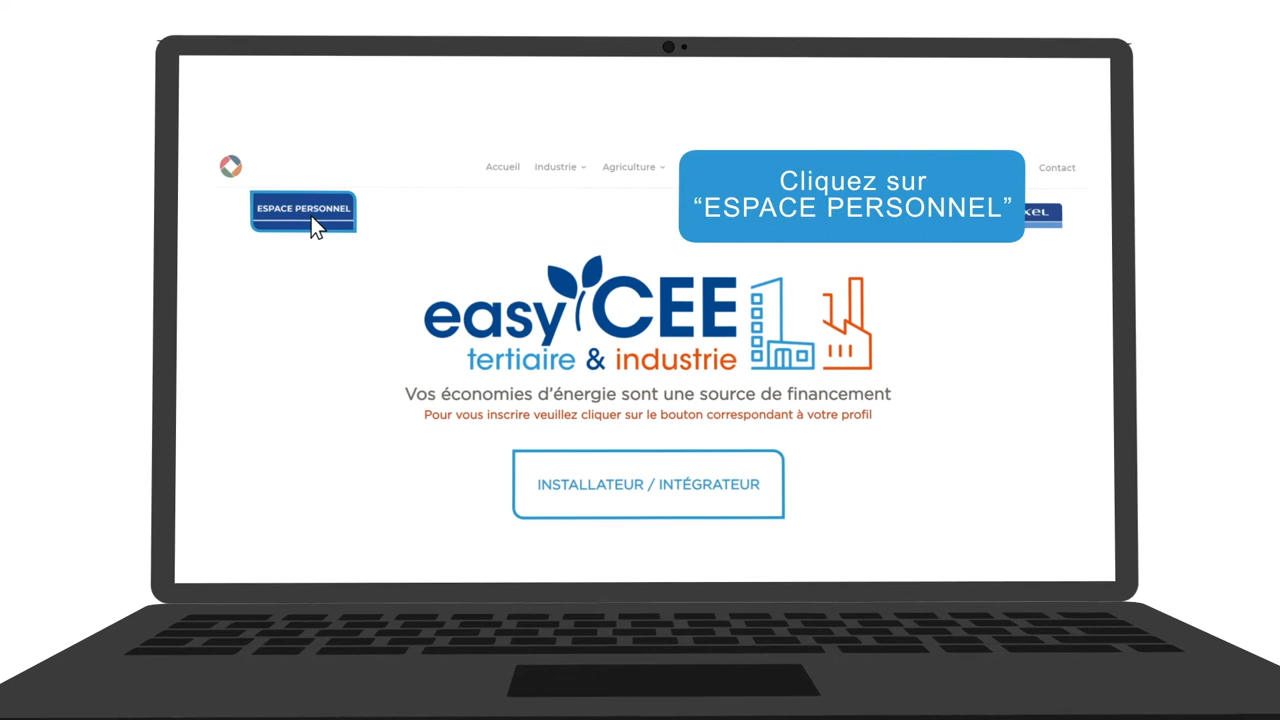 Accueil
Industrie
Agriculture
Contact
Cliquez sur
“ESPACE PERSONNEL”
ESPACE PERSONNEL
easy CEE
tertiaire & industrie
Vos économies d’énergie sont une source de financement
Pour vous inscrire veuillez cliquer sur le bouton correspondant à votre profil
INSTALLATEUR / INTÉGRATEUR